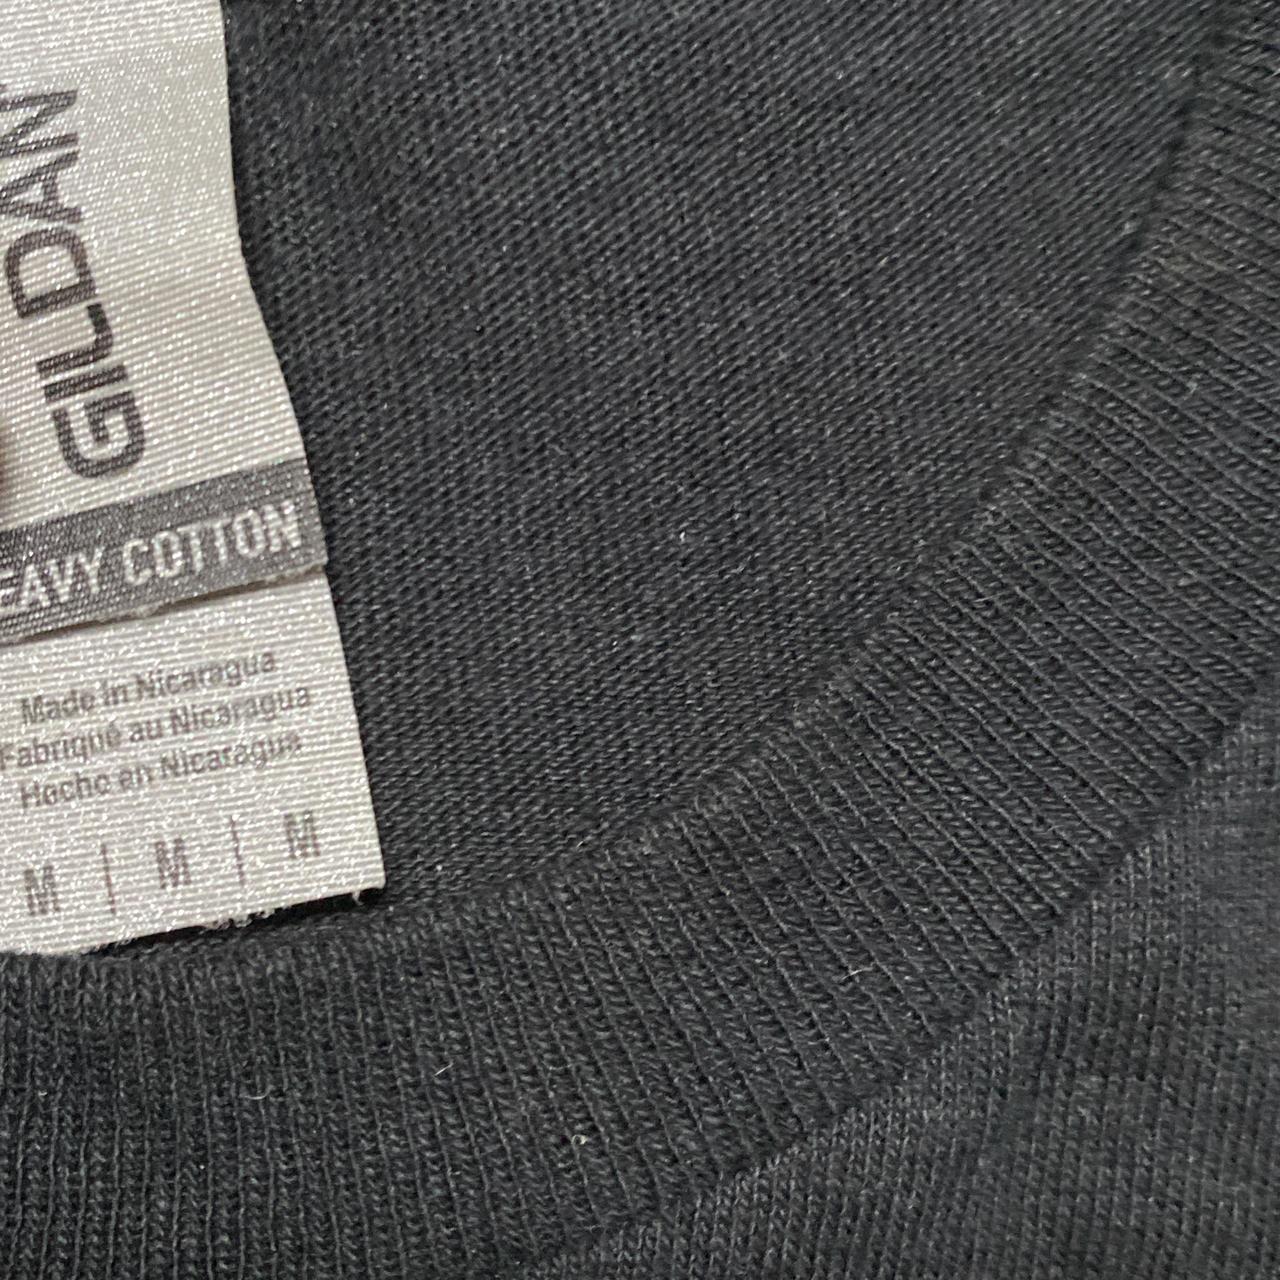 GILDAN
EAVY COTTON
Made in Nicaragua
Fabriqué au Nicaragua
Hecho en Nicaragua
M | M | M